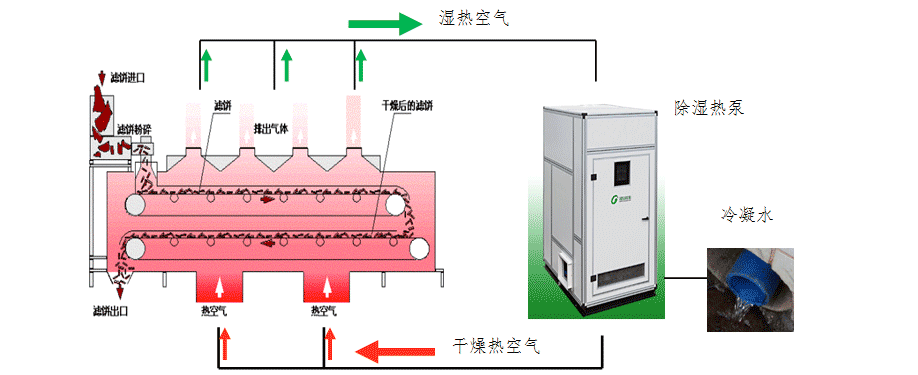 湿热空气
滤饼进口
滤饼
干燥后的滤饼
除湿热泵
滤饼粉碎
排出气体
冷凝水
滤饼出口
热空气
热空气
干燥热空气